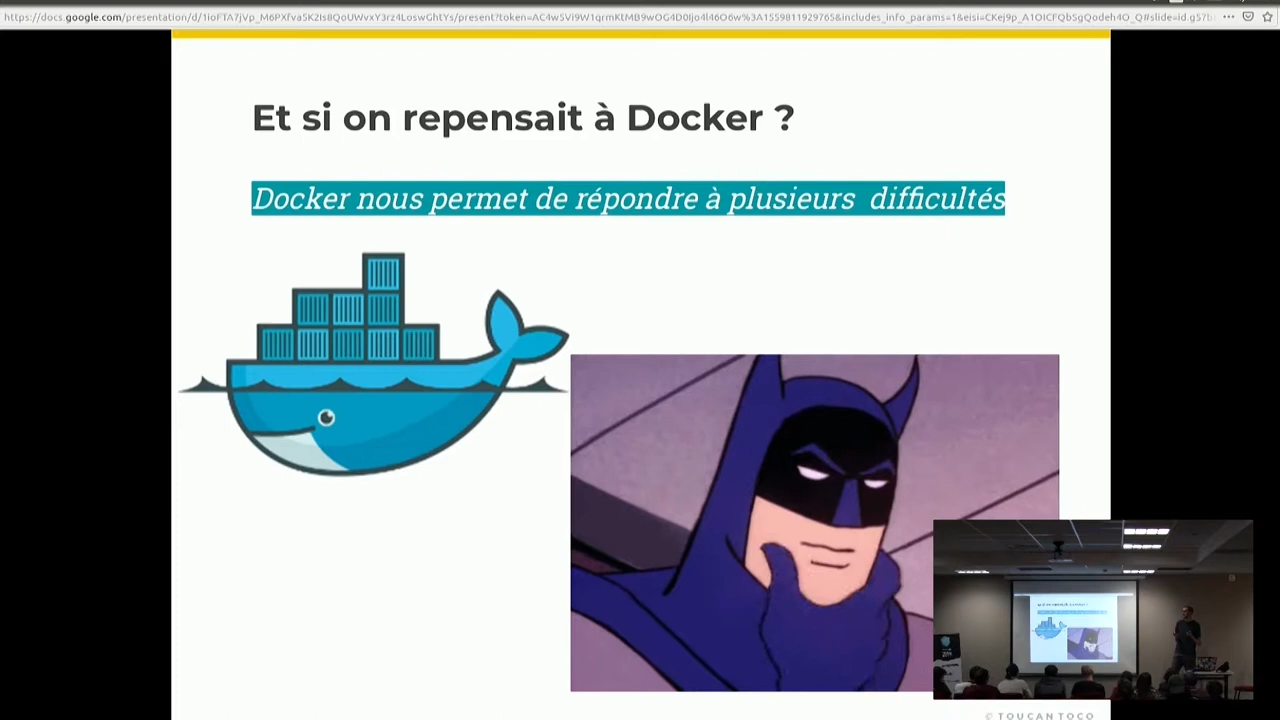 Et si on repensait à Docker ?
Docker nous permet de répondre à plusieurs difficultés
© TOUCAN TOCO